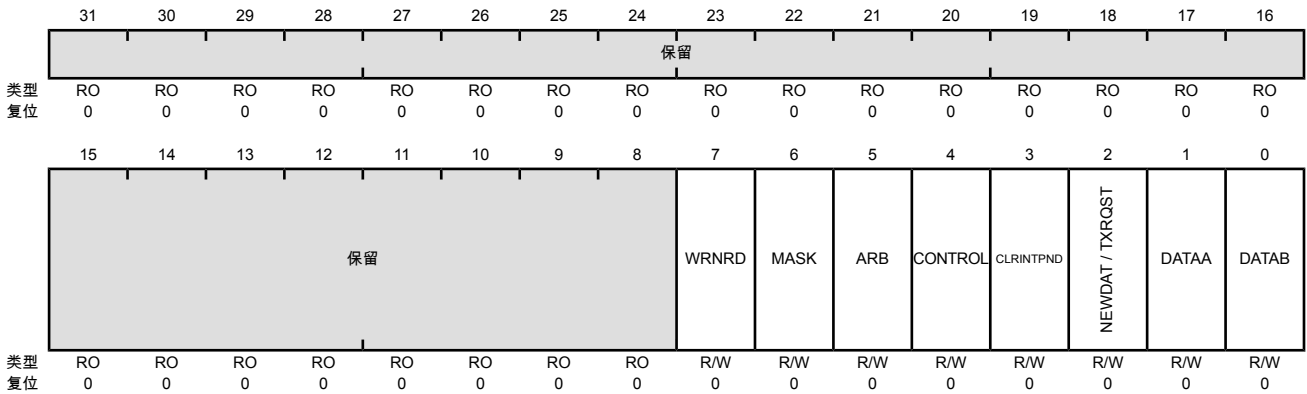 31 30 29 28 27 26 25 24 23 22 21 20 19 18 17 16
保留
类型 RO RO RO RO RO RO RO RO RO RO RO RO RO RO RO RO
复位 0 0 0 0 0 0 0 0 0 0 0 0 0 0 0 0
15 14 13 12 11 10 9 8 7 6 5 4 3 2 1 0
保留 WRNRD MASK ARB CONTROL CLRINTPND NEWDAT / TXRQST DATAA DATAB
类型 RO RO RO RO RO RO RO RO R/W R/W R/W R/W R/W R/W R/W R/W
复位 0 0 0 0 0 0 0 0 0 0 0 0 0 0 0 0